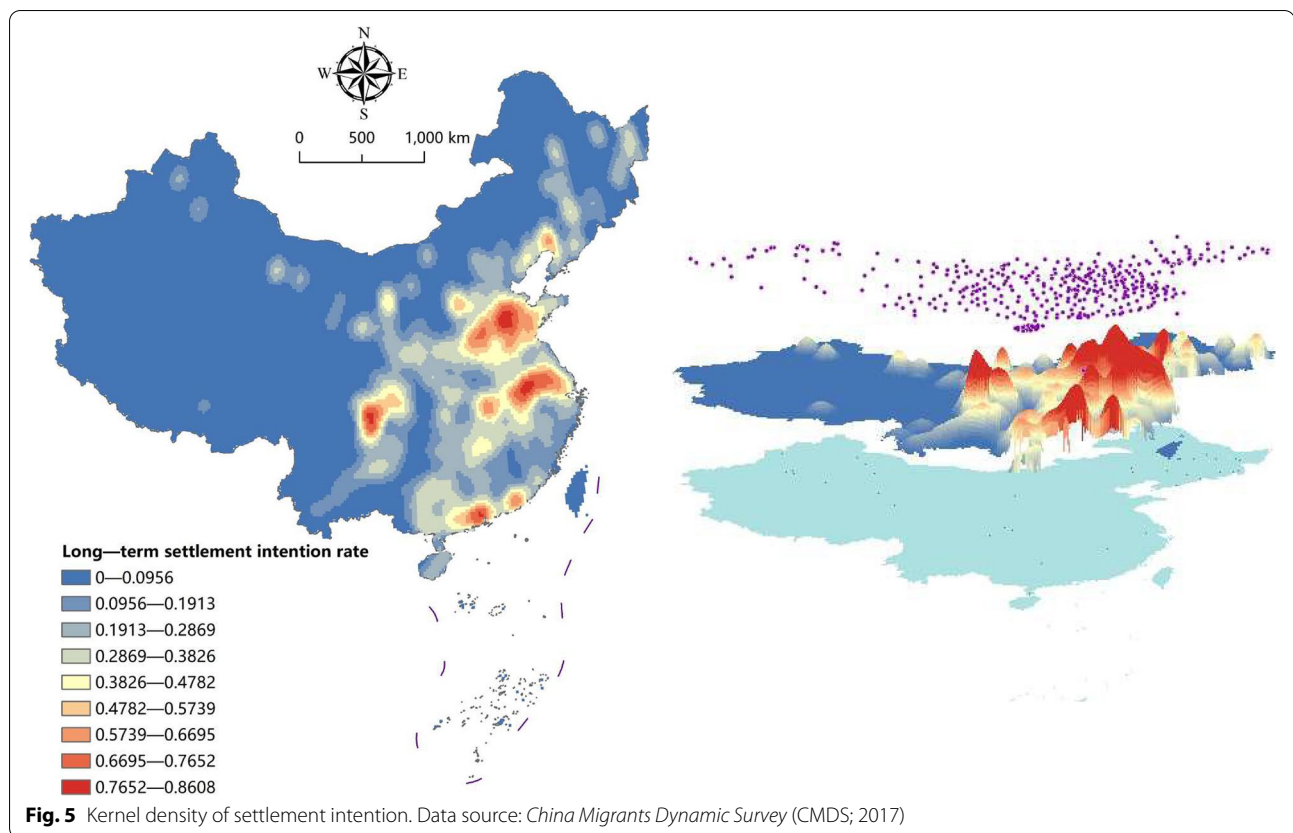 N
W E
S
0 500 1,000 km
Long—term settlement intention rate
0—0.0956
0.0956—0.1913
0.1913—0.2869
0.2869—0.3826
0.3826—0.4782
0.4782—0.5739
0.5739—0.6695
0.6695—0.7652
0.7652—0.8608
Fig. 5 Kernel density of settlement intention. Data source: China Migrants Dynamic Survey (CMDS; 2017)